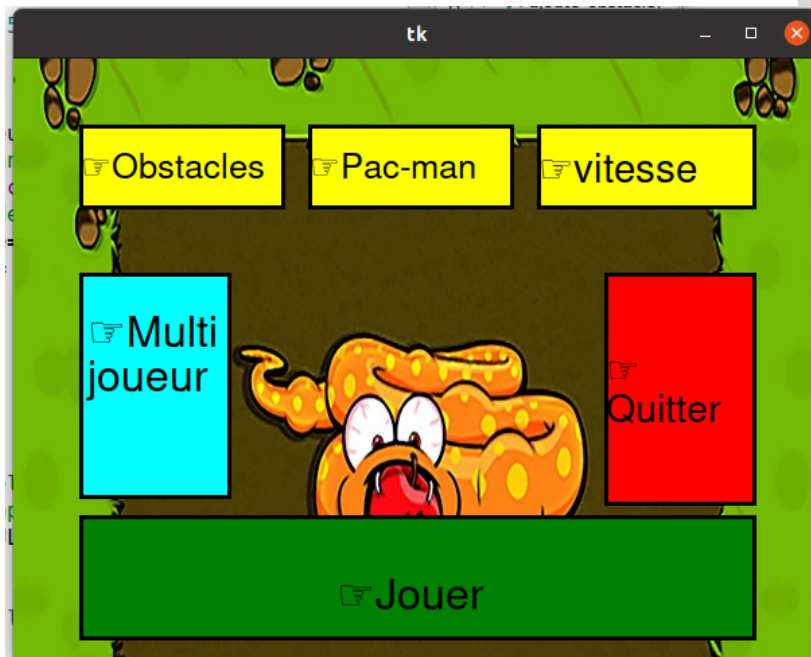 tk
☞Obstacles
☞Pac-man
☞vitesse
☞Multi
joueur
☞
Quitter
☞Jouer